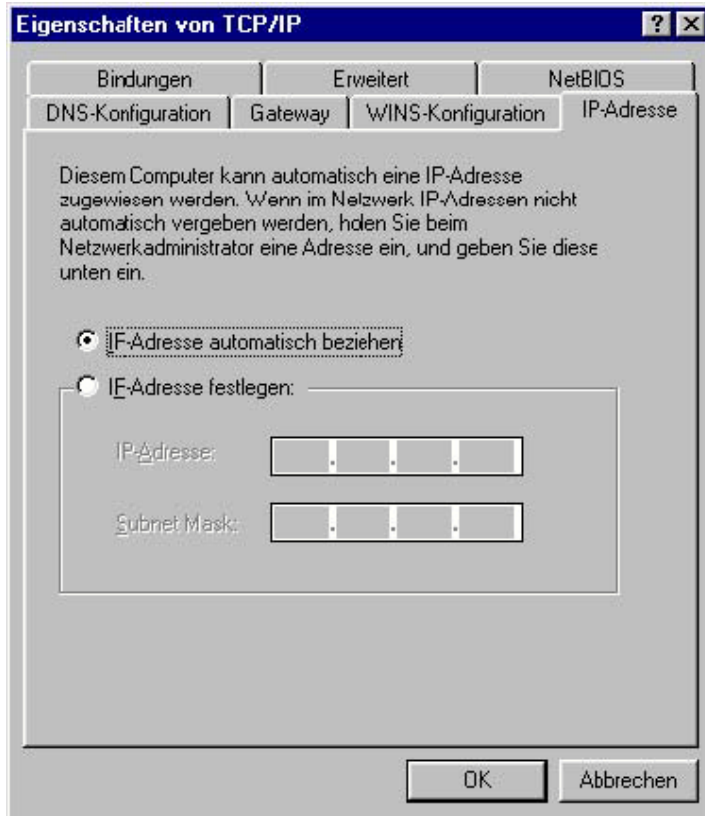 Eigenschaften von TCP/IP
Bindungen Erweitert NetBIOS
DNS-Konfiguration Gateway WINS-Konfiguration IP-Adresse
Diesem Computer kann automatisch eine IP-Adresse
zugewiesen werden. Wenn im Netzwerk IP-Adressen nicht
automatisch vergeben werden, holen Sie beim
Netzwerkadministrator eine Adresse ein, und geben Sie diese
unten ein.
IP-Adresse automatisch beziehen
IP-Adresse festlegen:
IP-Adresse:
Subnet Mask:
OK Abbrechen